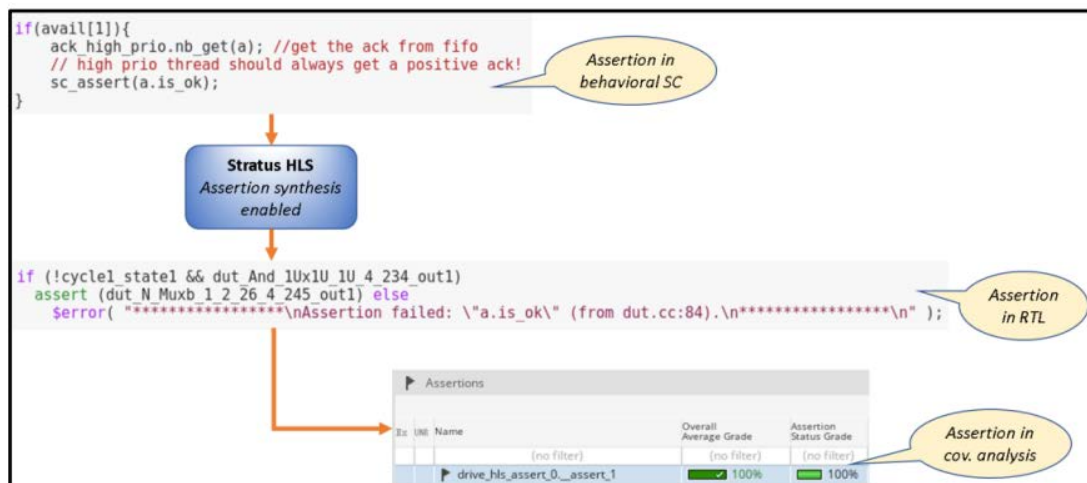 if(avail[1]){
ack_high_prio.nb_get(a); //get the ack from fifo
// high prio thread should always get a positive ack!
sc_assert(a.is_ok);
}
Assertion in
behavioral SC
Stratus HLS
Assertion synthesis
enabled
if (!cycle1_state1 && dut_And_1Ux1U_1U_4_234_out1)
assert (dut_N_Muxb_1_2_26_4_245_out1) else
$error( "*****************\nAssertion failed: \"a.is_ok\" (from dut.cc:84).\n*****************\n" );
Assertion
in RTL
Assertions
Ex UNR Name Overall Average Grade Assertion Status Grade
(no filter) (no filter) (no filter)
drive_hls_assert_0.__assert_1 100% 100%
Assertion in
cov. analysis